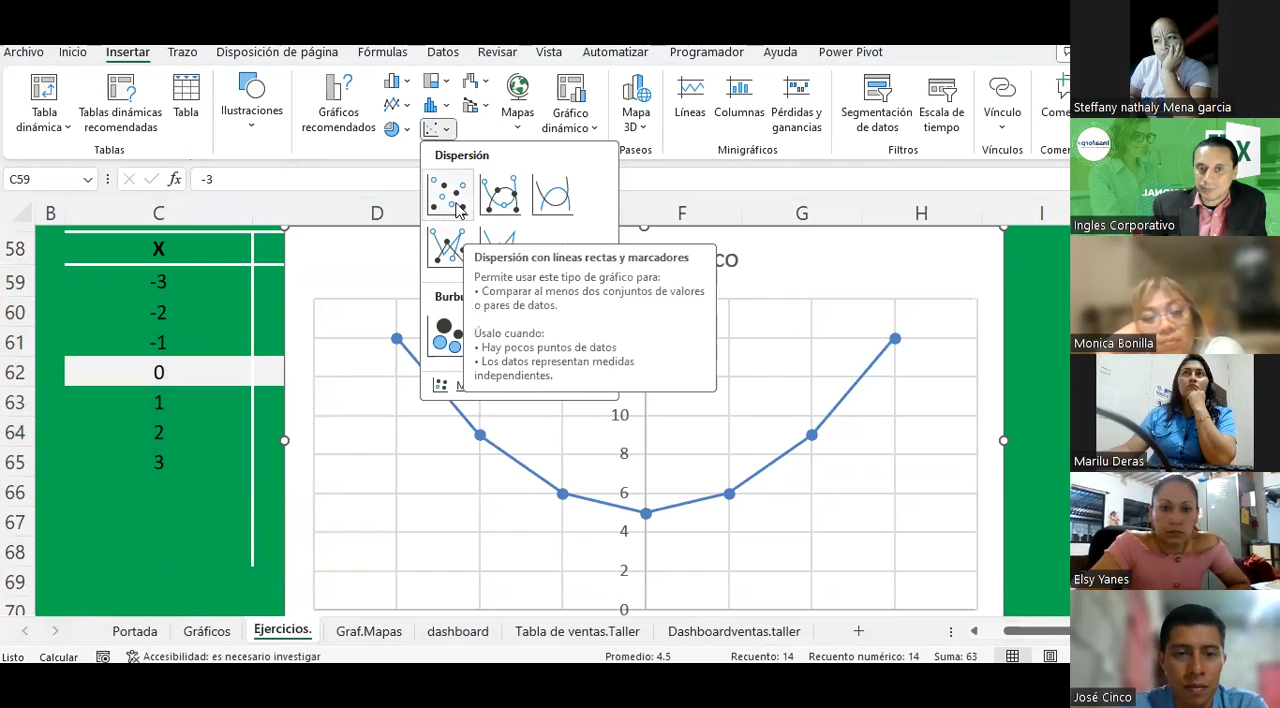 Archivo Inicio Insertar Trazo Disposición de página Fórmulas Datos Revisar Vista Automatizar Programador Ayuda Power Pivot
Tabla dinámica
Tablas dinámicas recomendadas
Tabla
Ilustraciones
Gráficos recomendados
Mapas
Gráfico dinámico
Mapa 3D
Líneas
Columnas
Pérdidas y ganancias
Segmentación de datos
Escala de tiempo
Vínculo
Tablas
Paseos
Minigráficos
Filtros
Vínculos
C59
fx
-3
B C D F G H I
Dispersión
Dispersión con líneas rectas y marcadores
Permite usar este tipo de gráfico para:
• Comparar al menos dos conjuntos de valores
o pares de datos.
Úsalo cuando:
• Hay pocos puntos de datos
• Los datos representan medidas
independientes.
58 X
59 -3
60 -2
61 -1
62 0
63 1
64 2
65 3
66
67
68
69
70
10
8
6
4
2
0
Portada Gráficos Ejercicios. Graf.Mapas dashboard Tabla de ventas.Taller Dashboardventas.taller
Listo Calcular Accesibilidad: es necesario investigar Promedio: 4.5 Recuento: 14 Recuento numérico: 14 Suma: 63
Steffany nathaly Mena garcia
Ingles Corporativo
Monica Bonilla
Marilu Deras
Elsy Yanes
José Cinco